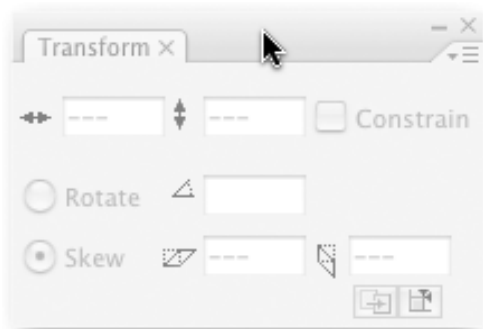 Transform
--- --- Constrain
Rotate
Skew --- ---